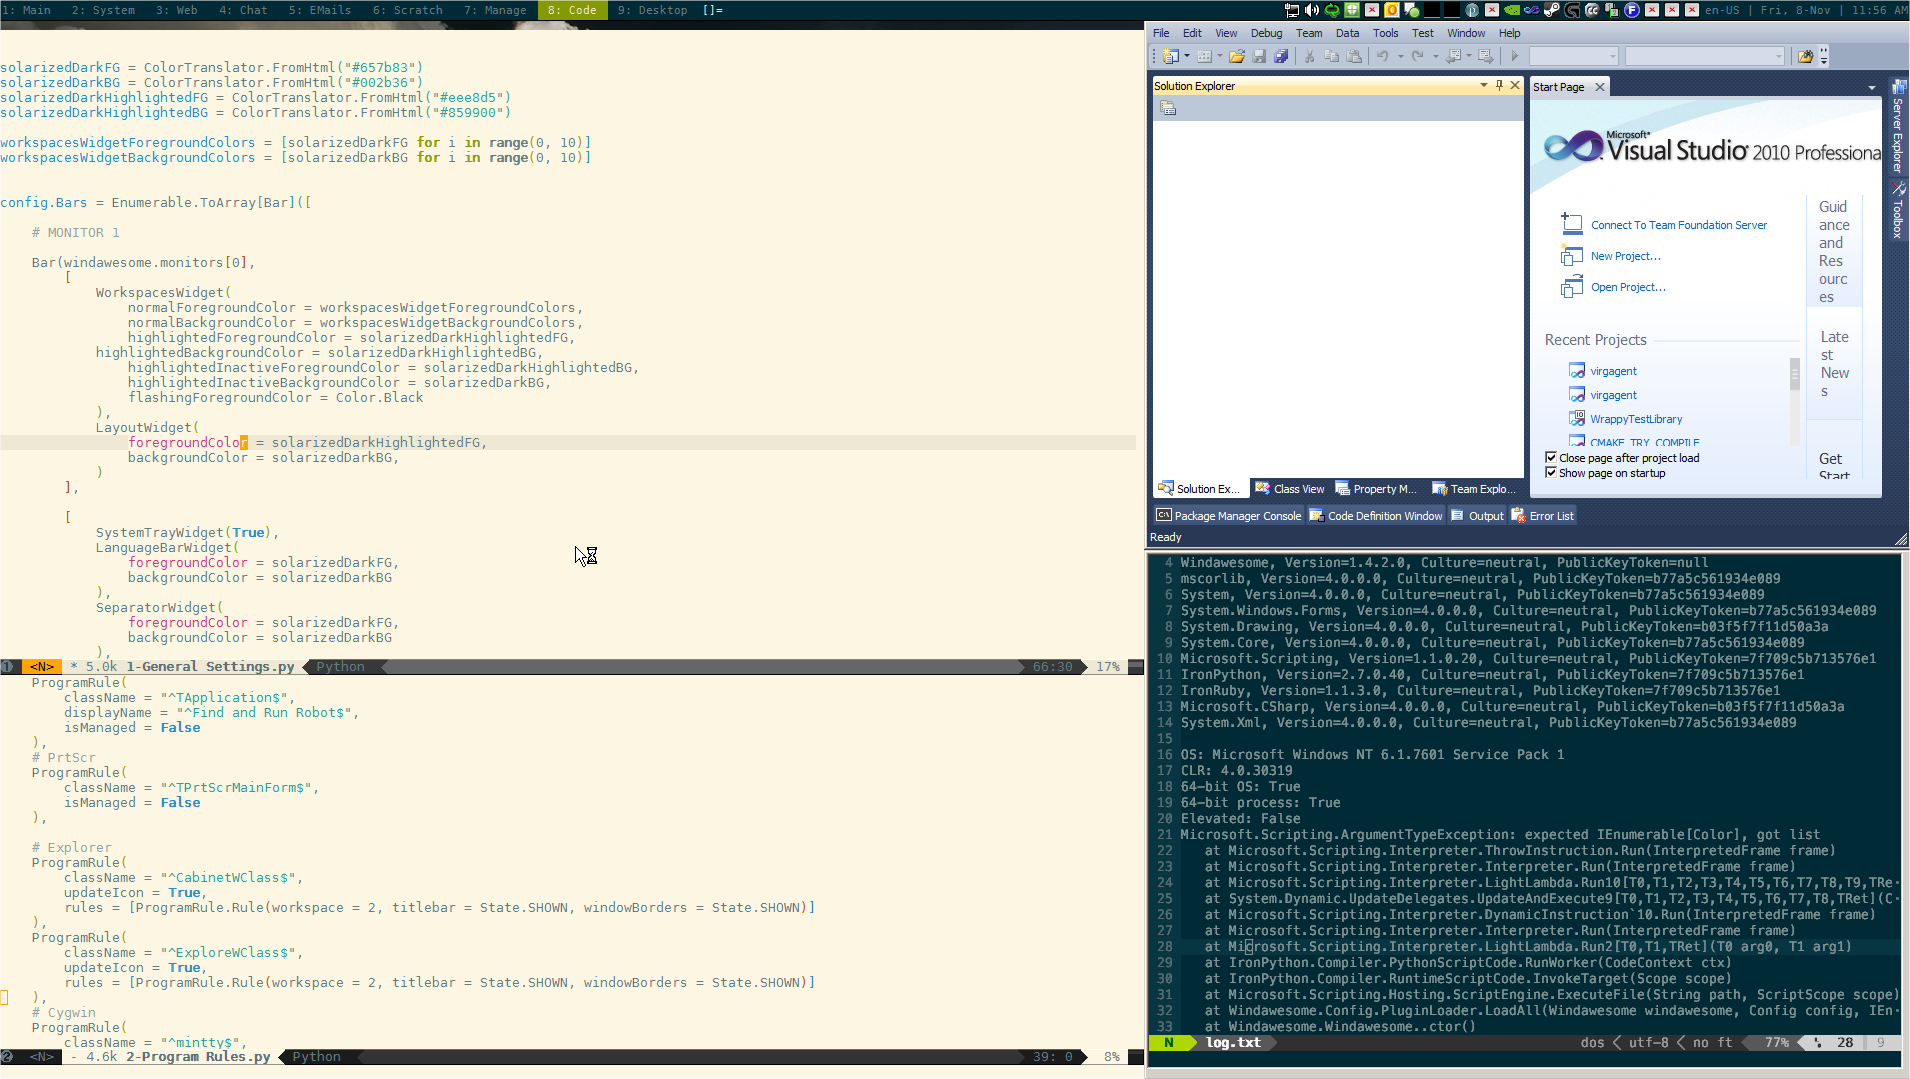 1: Main 2: System 3: Web 4: Chat 5: EMails 6: Scratch 7: Manage 8: Code 9: Desktop []= en-US | Fri, 8-Nov | 11:56 AM
solarizedDarkFG = ColorTranslator.FromHtml("#657b83")
solarizedDarkBG = ColorTranslator.FromHtml("#002b36")
solarizedDarkHighlightedFG = ColorTranslator.FromHtml("#eee8d5")
solarizedDarkHighlightedBG = ColorTranslator.FromHtml("#859900")
workspacesWidgetForegroundColors = [solarizedDarkFG for i in range(0, 10)]
workspacesWidgetBackgroundColors = [solarizedDarkBG for i in range(0, 10)]
config.Bars = Enumerable.ToArray[Bar]([
# MONITOR 1
Bar(windawesome.monitors[0],
[
WorkspacesWidget(
normalForegroundColor = workspacesWidgetForegroundColors,
normalBackgroundColor = workspacesWidgetBackgroundColors,
highlightedForegroundColor = solarizedDarkHighlightedFG,
highlightedBackgroundColor = solarizedDarkHighlightedBG,
highlightedInactiveForegroundColor = solarizedDarkHighlightedBG,
highlightedInactiveBackgroundColor = solarizedDarkBG,
flashingForegroundColor = Color.Black
),
LayoutWidget(
foregroundColor = solarizedDarkHighlightedFG,
backgroundColor = solarizedDarkBG,
)
],
[
SystemTrayWidget(True),
LanguageBarWidget(
foregroundColor = solarizedDarkFG,
backgroundColor = solarizedDarkBG
),
SeparatorWidget(
foregroundColor = solarizedDarkFG,
backgroundColor = solarizedDarkBG
),
1 <N> * 5.0k 1-General Settings.py Python 66:30 17%
ProgramRule(
className = "^TApplication$",
displayName = "^Find and Run Robot$",
isManaged = False
),
# PrtScr
ProgramRule(
className = "^TPrtScrMainForm$",
isManaged = False
),
# Explorer
ProgramRule(
className = "^CabinetWClass$",
updateIcon = True,
rules = [ProgramRule.Rule(workspace = 2, titlebar = State.SHOWN, windowBorders = State.SHOWN)]
),
ProgramRule(
className = "^ExploreWClass$",
updateIcon = True,
rules = [ProgramRule.Rule(workspace = 2, titlebar = State.SHOWN, windowBorders = State.SHOWN)]
),
# Cygwin
ProgramRule(
className = "^mintty$",
2 <N> - 4.6k 2-Program Rules.py Python 39: 0 8%
File Edit View Debug Team Data Tools Test Window Help
Solution Explorer
Start Page
Server Explorer
Toolbox
Microsoft
Visual Studio 2010 Professiona
Connect To Team Foundation Server
New Project...
Open Project...
Recent Projects
virgagent
virgagent
WrappyTestLibrary
CMAKE_TRY_COMPILE
Close page after project load
Show page on startup
Guid
ance
and
Res
ourc
es
Late
st
New
s
Get
Start
Solution Ex... Class View Property M... Team Explo...
Package Manager Console Code Definition Window Output Error List
Ready
4 Windawesome, Version=1.4.2.0, Culture=neutral, PublicKeyToken=null
5 mscorlib, Version=4.0.0.0, Culture=neutral, PublicKeyToken=b77a5c561934e089
6 System, Version=4.0.0.0, Culture=neutral, PublicKeyToken=b77a5c561934e089
7 System.Windows.Forms, Version=4.0.0.0, Culture=neutral, PublicKeyToken=b77a5c561934e089
8 System.Drawing, Version=4.0.0.0, Culture=neutral, PublicKeyToken=b03f5f7f11d50a3a
9 System.Core, Version=4.0.0.0, Culture=neutral, PublicKeyToken=b77a5c561934e089
10 Microsoft.Scripting, Version=1.1.0.20, Culture=neutral, PublicKeyToken=7f709c5b713576e1
11 IronPython, Version=2.7.0.40, Culture=neutral, PublicKeyToken=7f709c5b713576e1
12 IronRuby, Version=1.1.3.0, Culture=neutral, PublicKeyToken=7f709c5b713576e1
13 Microsoft.CSharp, Version=4.0.0.0, Culture=neutral, PublicKeyToken=b03f5f7f11d50a3a
14 System.Xml, Version=4.0.0.0, Culture=neutral, PublicKeyToken=b77a5c561934e089
15
16 OS: Microsoft Windows NT 6.1.7601 Service Pack 1
17 CLR: 4.0.30319
18 64-bit OS: True
19 64-bit process: True
20 Elevated: False
21 Microsoft.Scripting.ArgumentTypeException: expected IEnumerable[Color], got list
22 at Microsoft.Scripting.Interpreter.ThrowInstruction.Run(InterpretedFrame frame)
23 at Microsoft.Scripting.Interpreter.Interpreter.Run(InterpretedFrame frame)
24 at Microsoft.Scripting.Interpreter.LightLambda.Run10[T0,T1,T2,T3,T4,T5,T6,T7,T8,T9,TRe
25 at System.Dynamic.UpdateDelegates.UpdateAndExecute9[T0,T1,T2,T3,T4,T5,T6,T7,T8,TRet](C
26 at Microsoft.Scripting.Interpreter.DynamicInstruction`10.Run(InterpretedFrame frame)
27 at Microsoft.Scripting.Interpreter.Interpreter.Run(InterpretedFrame frame)
28 at Microsoft.Scripting.Interpreter.LightLambda.Run2[T0,T1,TRet](T0 arg0, T1 arg1)
29 at IronPython.Compiler.PythonScriptCode.RunWorker(CodeContext ctx)
30 at IronPython.Compiler.RuntimeScriptCode.InvokeTarget(Scope scope)
31 at Microsoft.Scripting.Hosting.ScriptEngine.ExecuteFile(String path, ScriptScope scope)
32 at Windawesome.Config.PluginLoader.LoadAll(Windawesome windawesome, Config config, IEn
33 at Windawesome.Windawesome..ctor()
N log.txt dos utf-8 no ft 77% 28 9